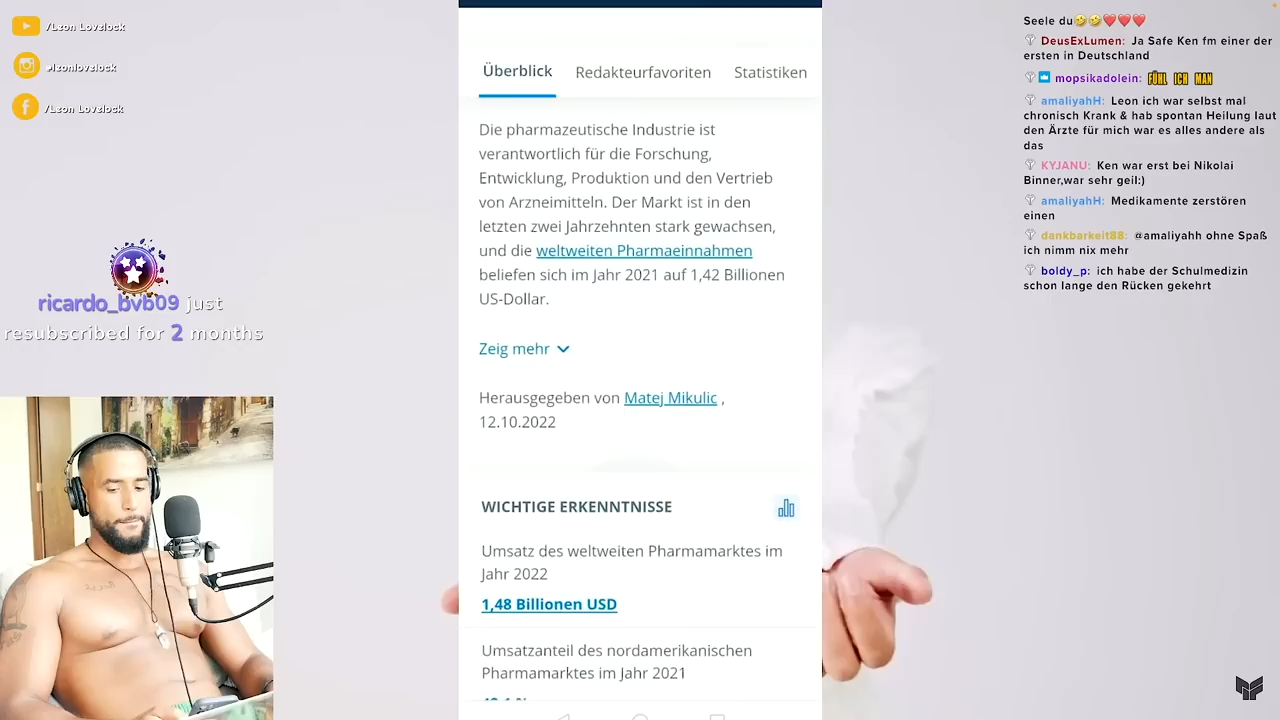 /Leon Lovelock
@leonlovelock
/Leon Lovelock
ricardo_bvb09 just
resubscribed for 2 months
Überblick
Redakteurfavoriten
Statistiken
Die pharmazeutische Industrie ist
verantwortlich für die Forschung,
Entwicklung, Produktion und den Vertrieb
von Arzneimitteln. Der Markt ist in den
letzten zwei Jahrzehnten stark gewachsen,
und die weltweiten Pharmaeinnahmen
beliefen sich im Jahr 2021 auf 1,42 Billionen
US-Dollar.
Zeig mehr
Herausgegeben von Matej Mikulic ,
12.10.2022
WICHTIGE ERKENNTNISSE
Umsatz des weltweiten Pharmamarktes im
Jahr 2022
1,48 Billionen USD
Umsatzanteil des nordamerikanischen
Pharmamarktes im Jahr 2021
Seele du🤣🤣❤️❤️❤️
DeusExLumen: Ja Safe Ken fm einer der
ersten in Deutschland
mopsikadolein: FÜHL ICH MAN
amaliyahH: Leon ich war selbst mal
chronisch Krank & hab spontan Heilung laut
den Ärzte für mich war es alles andere als
das
KYJANU: Ken war erst bei Nikolai
Binner,war sehr geil:)
amaliyahH: Medikamente zerstören
einen
dankbarkeit88: @amaliyahh ohne Spaß
ich nimm nix mehr
boldy_p: ich habe der Schulmedizin
schon lange den Rücken gekehrt